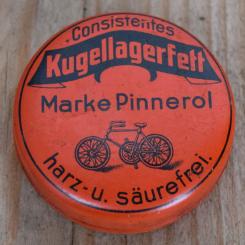 Consistentes
Kugellagerfett
Marke Pinnerol
harz-u. säurefrei.